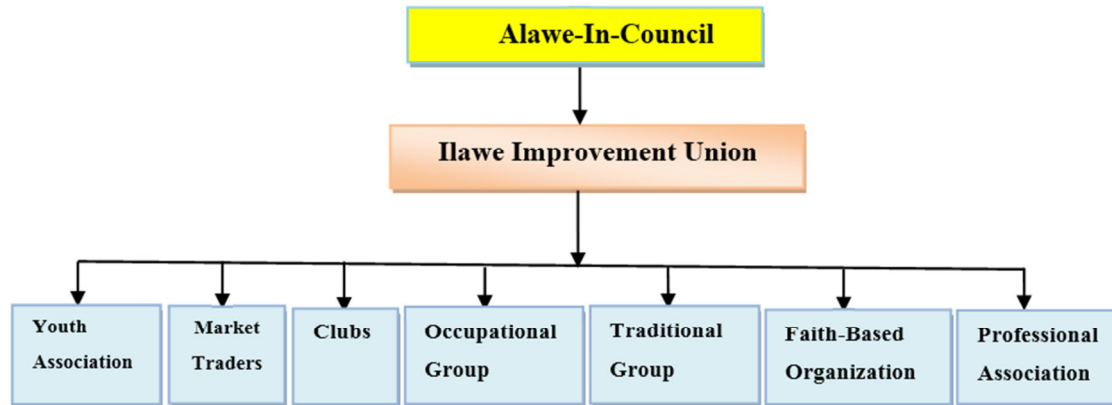 Alawe-In-Council
Ilawe Improvement Union
Youth
Association
Market
Traders
Clubs
Occupational
Group
Traditional
Group
Faith-Based
Organization
Professional
Association